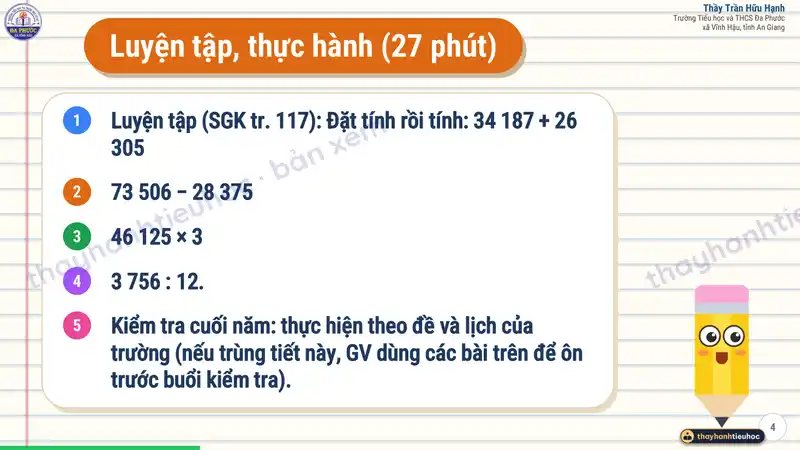 Thầy Trần Hữu Hạnh
Trường Tiểu học và THCS Đa Phước
xã Vĩnh Hậu, tỉnh An Giang
ĐA PHƯỚC
Luyện tập, thực hành (27 phút)
1 Luyện tập (SGK tr. 117): Đặt tính rồi tính: 34 187 + 26
305
2 73 506 – 28 375
3 46 125 × 3
4 3 756 : 12.
5 Kiểm tra cuối năm: thực hiện theo đề và lịch của
trường (nếu trùng tiết này, GV dùng các bài trên để ôn
trước buổi kiểm tra).
thayhanhtieuhoc · bản xem
thayhanhtieuhoc
thayhanhtieuhoc
4